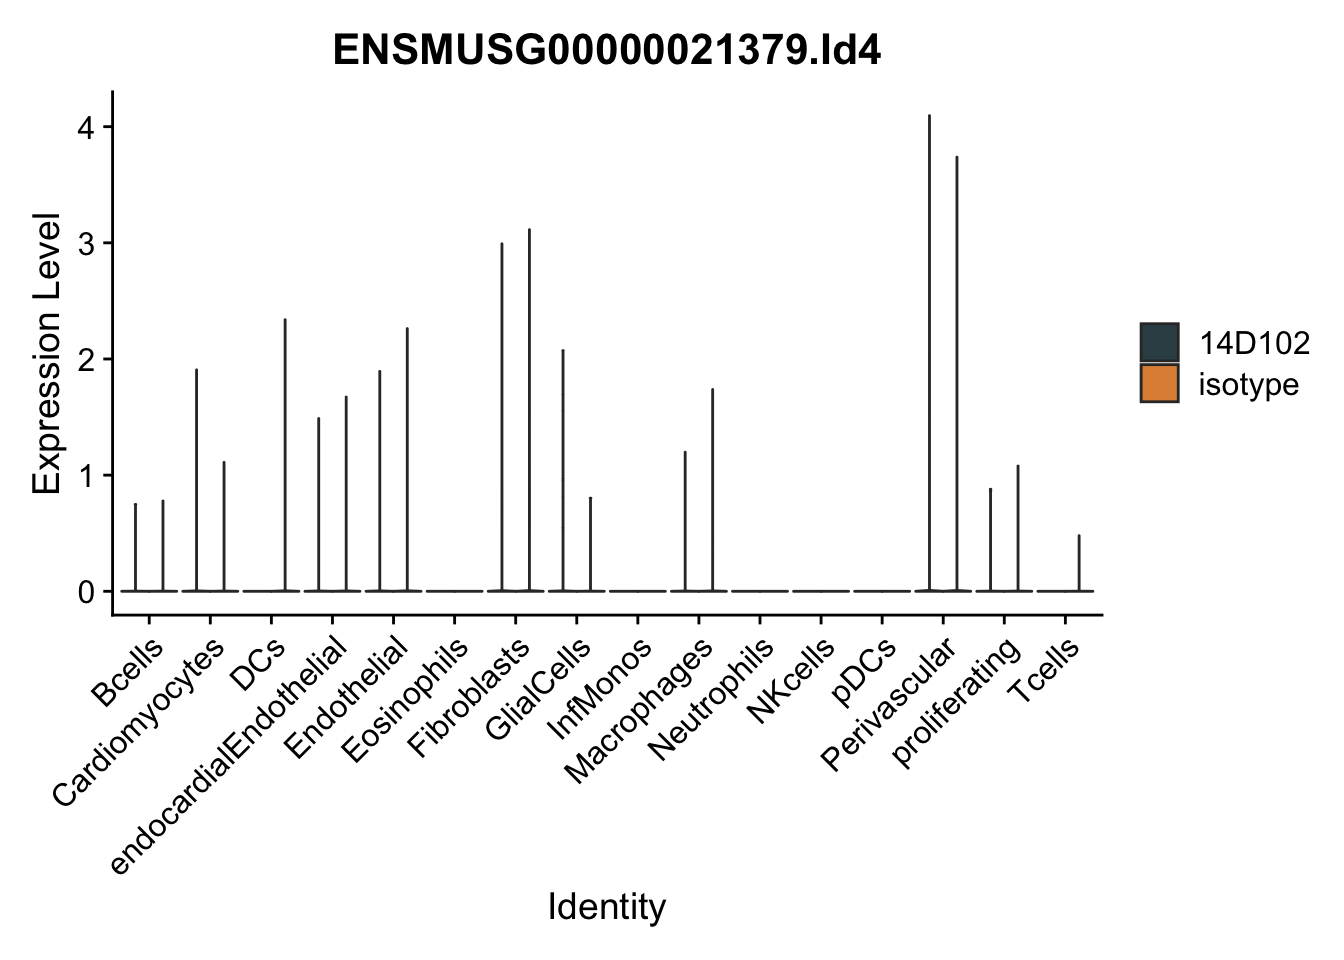 ENSMUSG00000021379.Id4
Expression Level
4
3
2
1
0
Bcells
Cardiomyocytes
DCs
endocardialEndothelial
Endothelial
Eosinophils
Fibroblasts
GlialCells
InfMonos
Macrophages
Neutrophils
NKcells
pDCs
Perivascular
proliferating
Tcells
Identity
14D102
isotype